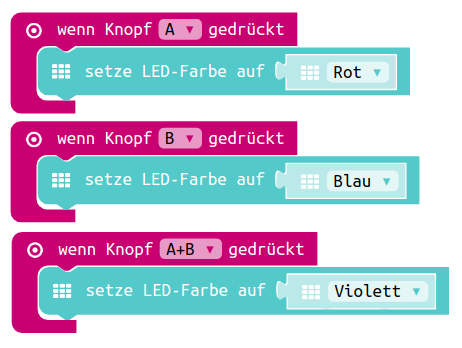 wenn Knopf A gedrückt
setze LED-Farbe auf Rot
wenn Knopf B gedrückt
setze LED-Farbe auf Blau
wenn Knopf A+B gedrückt
setze LED-Farbe auf Violett